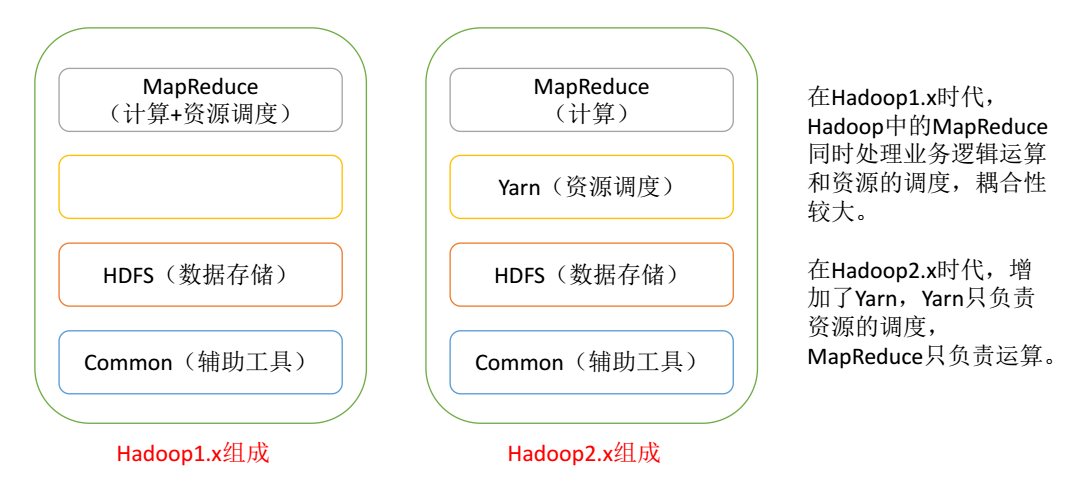 MapReduce
（计算+资源调度）
HDFS（数据存储）
Common（辅助工具）
Hadoop1.x组成
MapReduce
（计算）
Yarn（资源调度）
HDFS（数据存储）
Common（辅助工具）
Hadoop2.x组成
在Hadoop1.x时代，
Hadoop中的MapReduce
同时处理业务逻辑运算
和资源的调度，耦合性
较大。
在Hadoop2.x时代，增
加了Yarn，Yarn只负责
资源的调度，
MapReduce只负责运算。